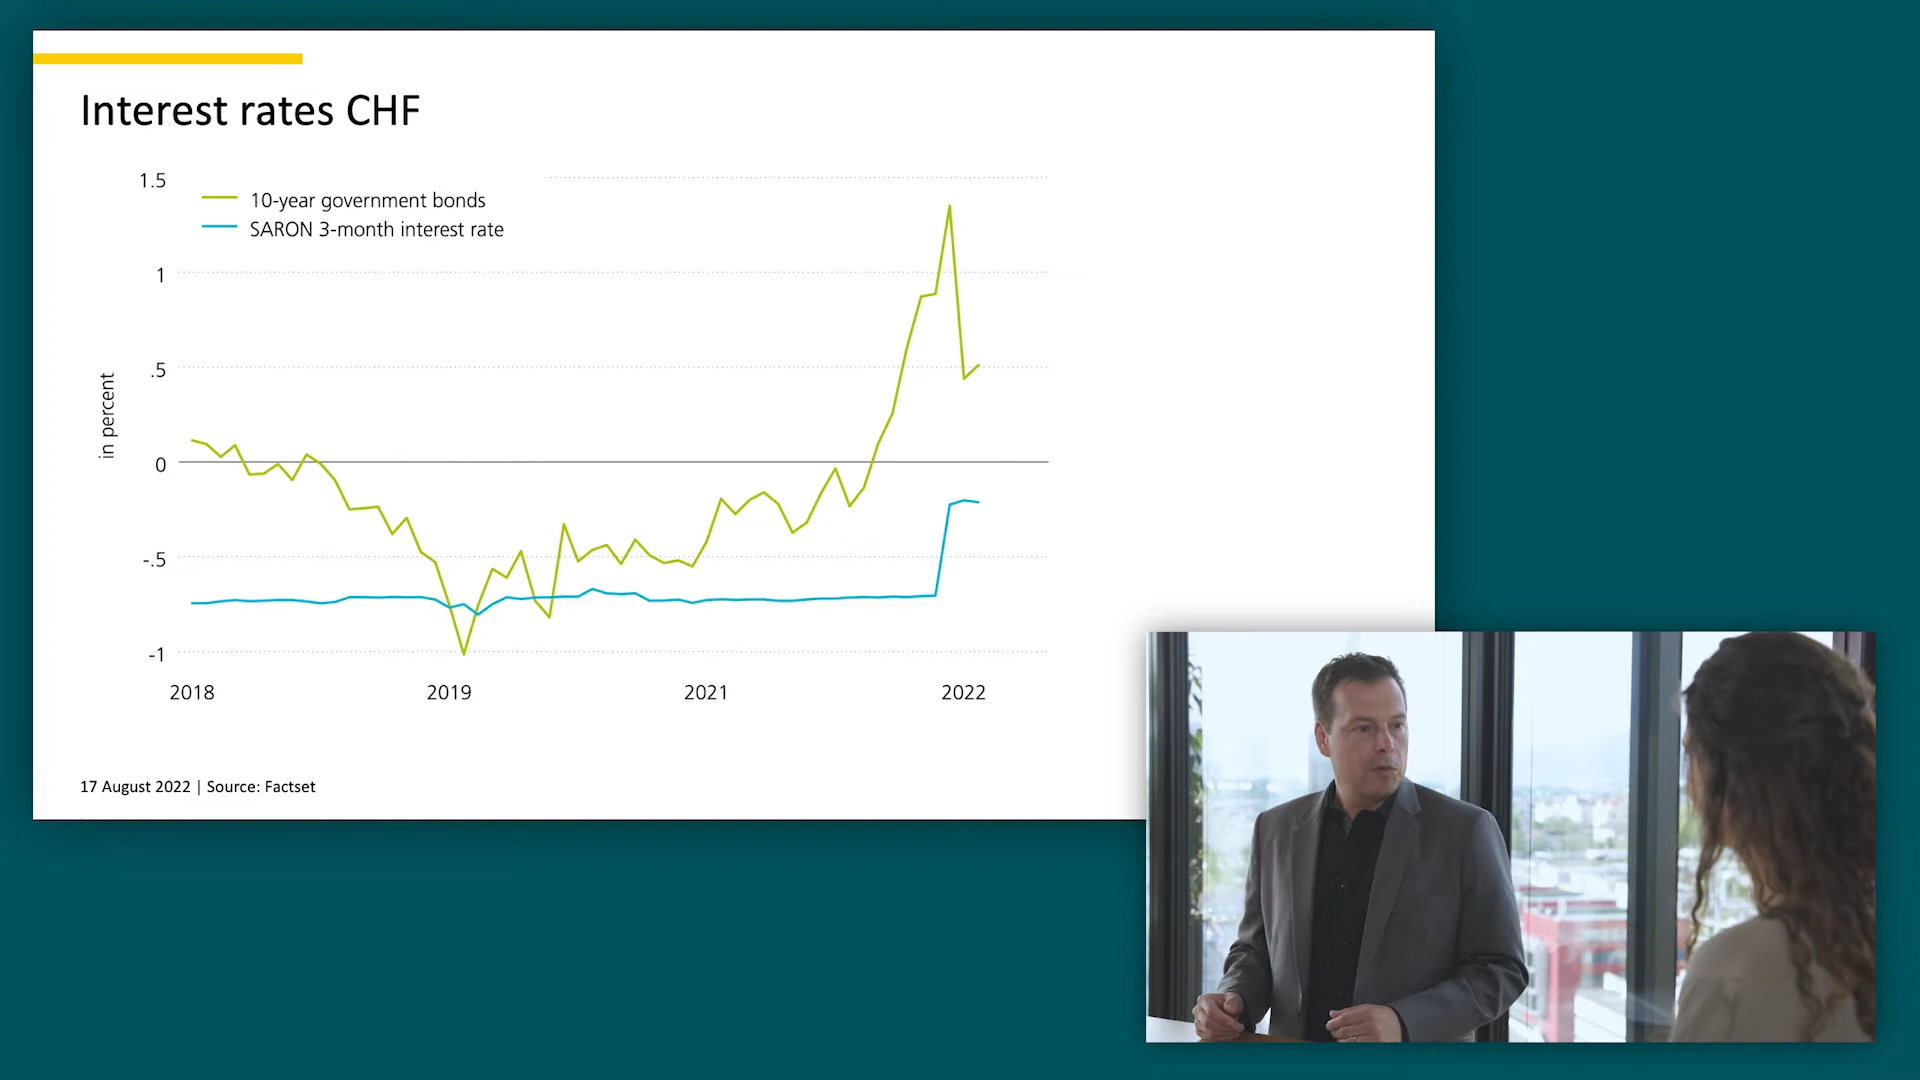 Interest rates CHF
1.5
10-year government bonds
SARON 3-month interest rate
1
.5
in percent
0
-.5
-1
2018 2019 2021 2022
17 August 2022 | Source: Factset